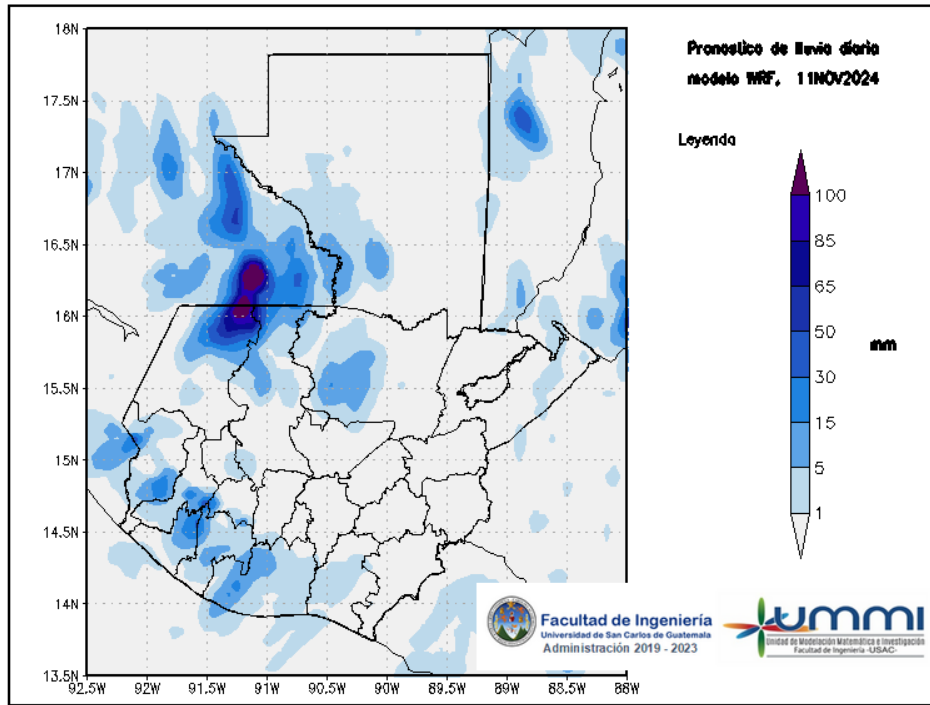 Pronostico de lluvia diaria
modelo WRF, 11NOV2024
Leyenda
100
85
65
50
30
15
5
1
mm
18N
17.5N
17N
16.5N
16N
15.5N
15N
14.5N
14N
13.5N
92.5W
92W
91.5W
91W
90.5W
90W
89.5W
89W
88.5W
88W
Facultad de Ingeniería
Universidad de San Carlos de Guatemala
Administración 2019 - 2023
ummi
Unidad de Modelación Matemática e Investigación
Facultad de Ingeniería -USAC-